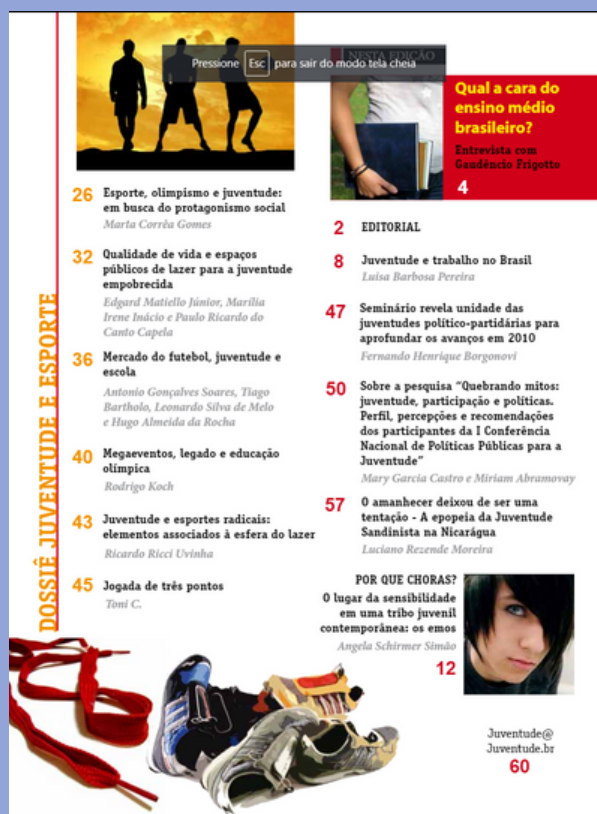 Pressione Esc para sair do modo tela cheia
NESTA EDIÇÃO
Qual a cara do
ensino médio
brasileiro?
Entrevista com
Gaudêncio Frigotto
4
DOSSIÊ JUVENTUDE E ESPORTE
26 Esporte, olimpismo e juventude:
em busca do protagonismo social
Marta Corrêa Gomes
32 Qualidade de vida e espaços
públicos de lazer para a juventude
empobrecida
Edgard Matiello Júnior, Marília
Irene Inácio e Paulo Ricardo do
Canto Capela
36 Mercado do futebol, juventude e
escola
Antonio Gonçalves Soares, Tiago
Bartholo, Leonardo Silva de Melo
e Hugo Almeida da Rocha
40 Megaeventos, legado e educação
olímpica
Rodrigo Koch
43 Juventude e esportes radicais:
elementos associados à esfera do lazer
Ricardo Ricci Uvinha
45 Jogada de três pontos
Toni C.
2 EDITORIAL
8 Juventude e trabalho no Brasil
Luisa Barbosa Pereira
47 Seminário revela unidade das
juventudes político-partidárias para
aprofundar os avanços em 2010
Fernando Henrique Borgonovi
50 Sobre a pesquisa “Quebrando mitos:
juventude, participação e políticas.
Perfil, percepções e recomendações
dos participantes da I Conferência
Nacional de Políticas Públicas para a
Juventude”
Mary Garcia Castro e Miriam Abramovay
57 O amanhecer deixou de ser uma
tentação - A epopeia da Juventude
Sandinista na Nicarágua
Luciano Rezende Moreira
POR QUE CHORAS?
O lugar da sensibilidade
em uma tribo juvenil
contemporânea: os emos
Angela Schirmer Simão
12
Juventude@
Juventude.br
60